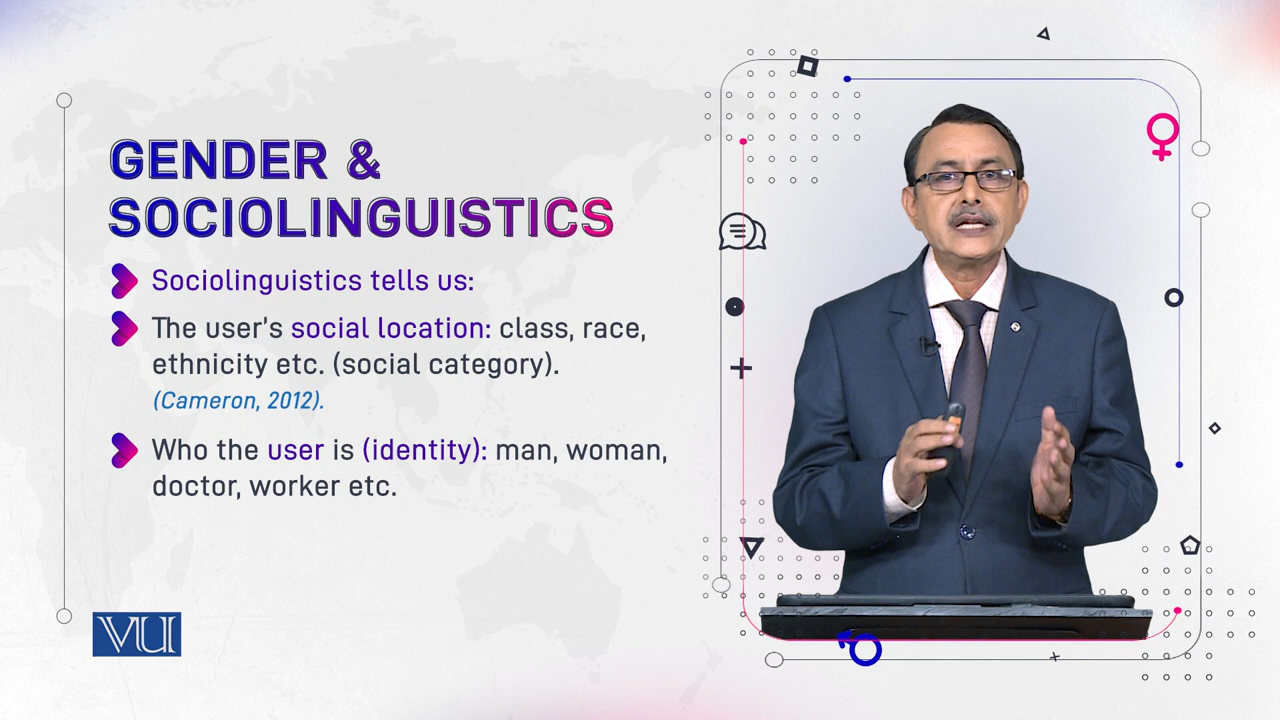 GENDER &
SOCIOLINGUISTICS
Sociolinguistics tells us:
The user's social location: class, race,
ethnicity etc. (social category).
(Cameron, 2012).
Who the user is (identity): man, woman,
doctor, worker etc.
VU